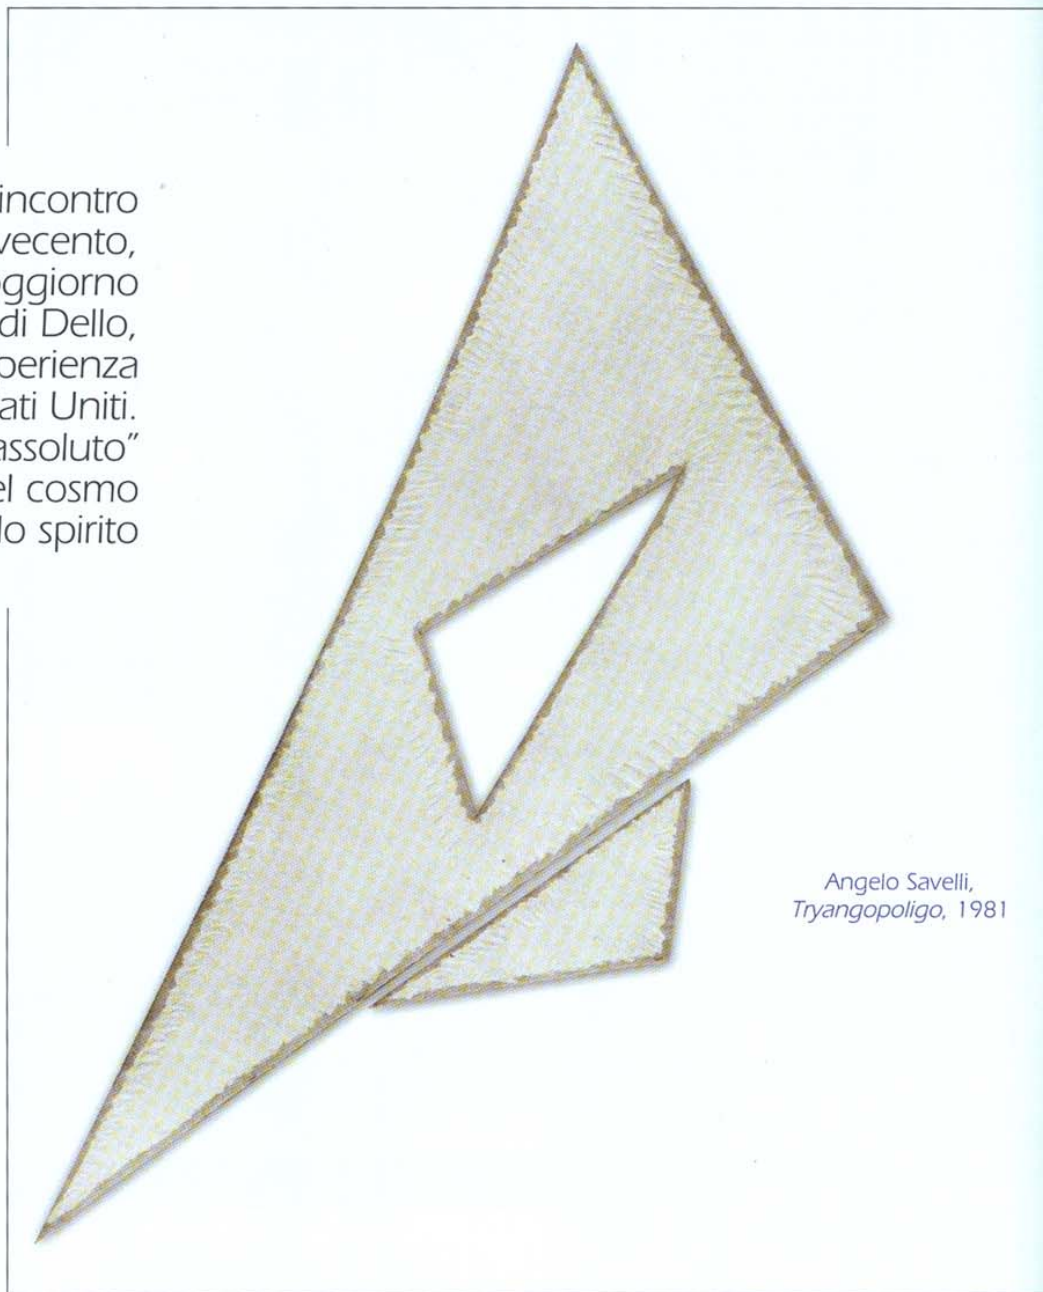 incontro
vecento,
ggiorno
di Dello,
perienza
ati Uniti.
assoluto”
el cosmo
lo spirito
Angelo Savelli,
Tryangopoligo, 1981